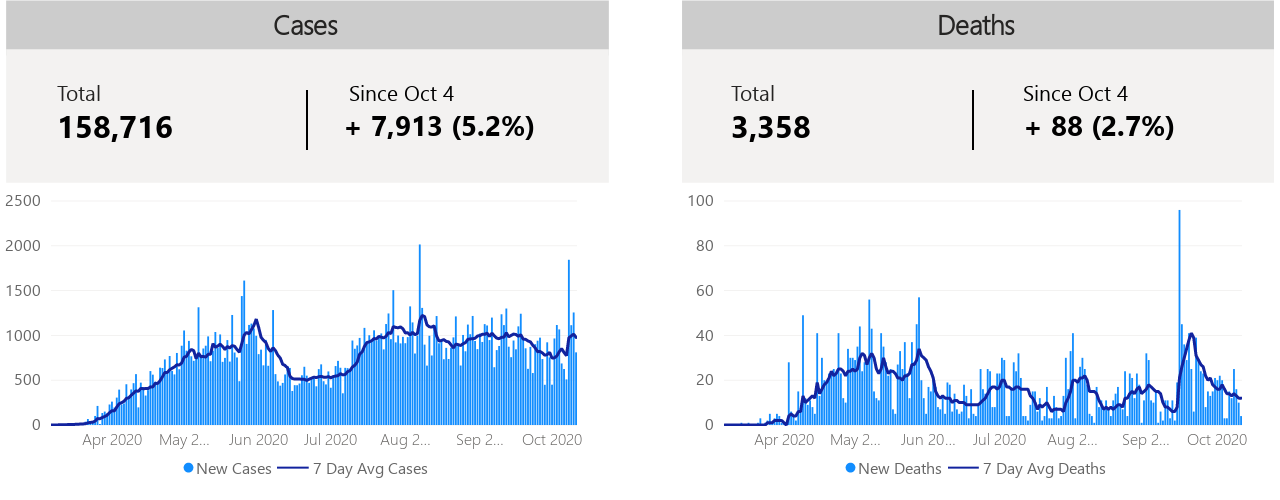 Cases
Total
Since Oct 4
158,716
+ 7,913 (5.2%)
2500
2000
1500
1000
500
0
Apr 2020 May 2... Jun 2020 Jul 2020 Aug 2... Sep 2... Oct 2020
New Cases 7 Day Avg Cases
Deaths
Total
Since Oct 4
3,358
+ 88 (2.7%)
100
80
60
40
20
0
Apr 2020 May 2... Jun 20... Jul 2020 Aug 2... Sep 2... Oct 2020
New Deaths 7 Day Avg Deaths